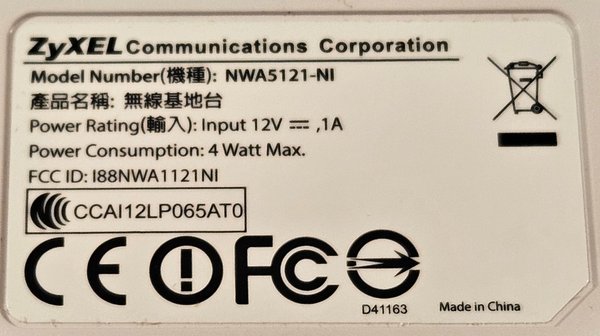 ZyXEL Communications Corporation
Model Number(機種): NWA5121-NI
產品名稱: 無線基地台
Power Rating(輸入): Input 12V ⎓ ,1A
Power Consumption: 4 Watt Max.
FCC ID: I88NWA1121NI
CCAI12LP065AT0
CE FC
D41163
Made in China